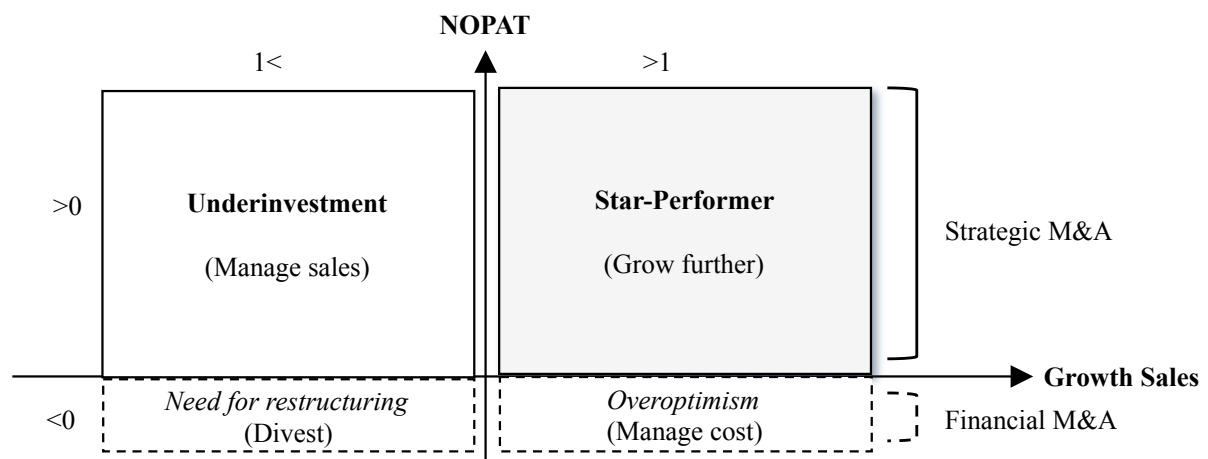 NOPAT
1<
>1
>0
Underinvestment
(Manage sales)
Star-Performer
(Grow further)
Strategic M&A
Growth Sales
<0
Need for restructuring
(Divest)
Overoptimism
(Manage cost)
Financial M&A